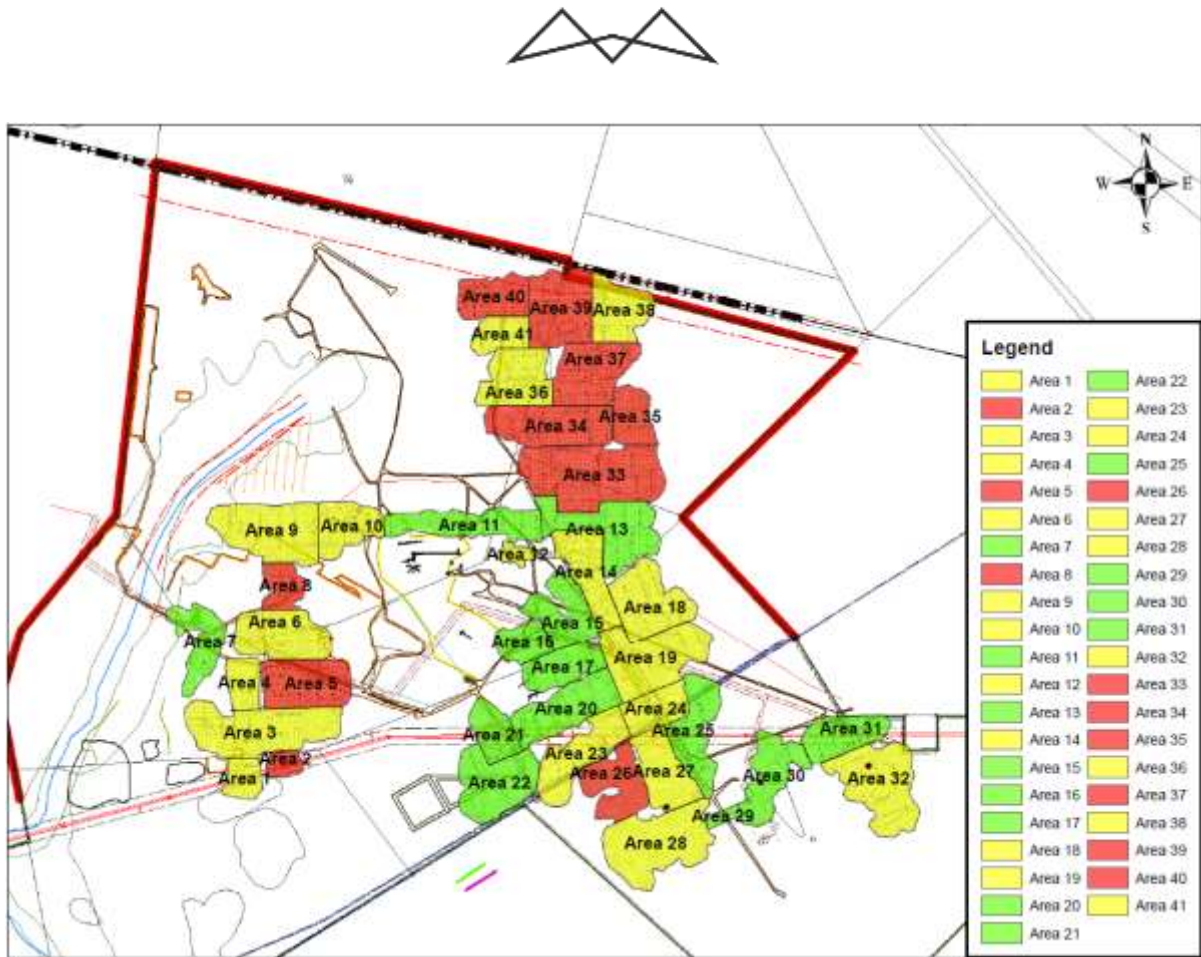 N
W E
S
Area 40
Area 39
Area 38
Area 41
Area 37
Area 36
Area 35
Area 34
Area 33
Area 9
Area 10
Area 11
Area 13
Area 12
Area 14
Area 8
Area 18
Area 6
Area 15
Area 7
Area 16
Area 19
Area 17
Area 4
Area 5
Area 20
Area 24
Area 3
Area 21
Area 25
Area 31
Area 23
Area 2
Area 1
Area 26
Area 27
Area 30
Area 32
Area 22
Area 29
Area 28
Legend
Area 1 Area 22
Area 2 Area 23
Area 3 Area 24
Area 4 Area 25
Area 5 Area 26
Area 6 Area 27
Area 7 Area 28
Area 8 Area 29
Area 9 Area 30
Area 10 Area 31
Area 11 Area 32
Area 12 Area 33
Area 13 Area 34
Area 14 Area 35
Area 15 Area 36
Area 16 Area 37
Area 17 Area 38
Area 18 Area 39
Area 19 Area 40
Area 20 Area 41
Area 21